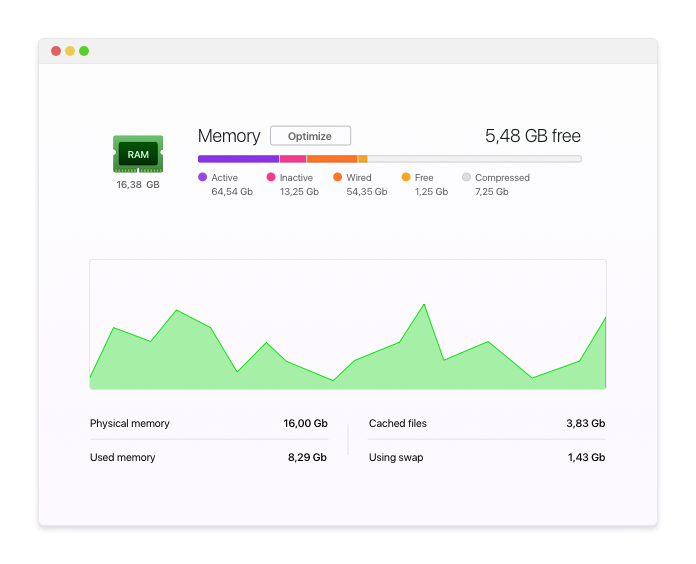 Memory Optimize 5,48 GB free
RAM
16,38 GB
Active Inactive Wired Free Compressed
64,54 Gb 13,25 Gb 54,35 Gb 1,25 Gb 7,25 Gb
Physical memory 16,00 Gb
Used memory 8,29 Gb
Cached files 3,83 Gb
Using swap 1,43 Gb